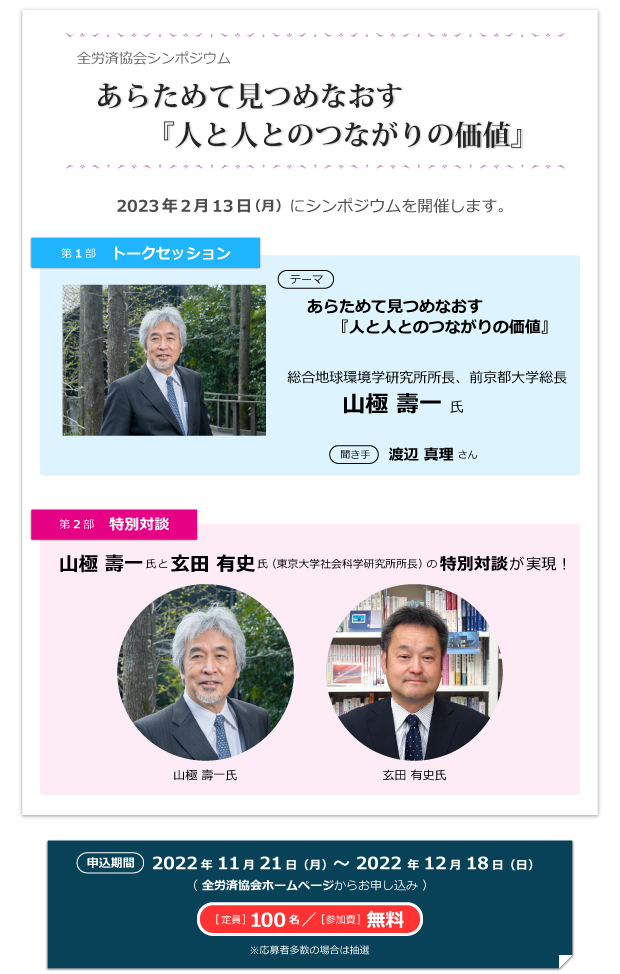 全労済協会シンポジウム
あらためて見つめなおす
『人と人とのつながりの価値』
2023年2月13日(月) にシンポジウムを開催します。
第1部 トークセッション
テーマ
あらためて見つめなおす
『人と人とのつながりの価値』
総合地球環境学研究所所長、前京都大学総長
山極 壽一 氏
聞き手 渡辺 真理 さん
第2部 特別対談
山極 壽一氏と玄田 有史氏(東京大学社会科学研究所所長)の特別対談が実現!
山極 壽一氏
玄田 有史氏
申込期間 2022年11月21日(月)〜2022年12月18日(日)
(全労済協会ホームページからお申し込み)
[定員]100名/[参加費]無料
※応募者多数の場合は抽選